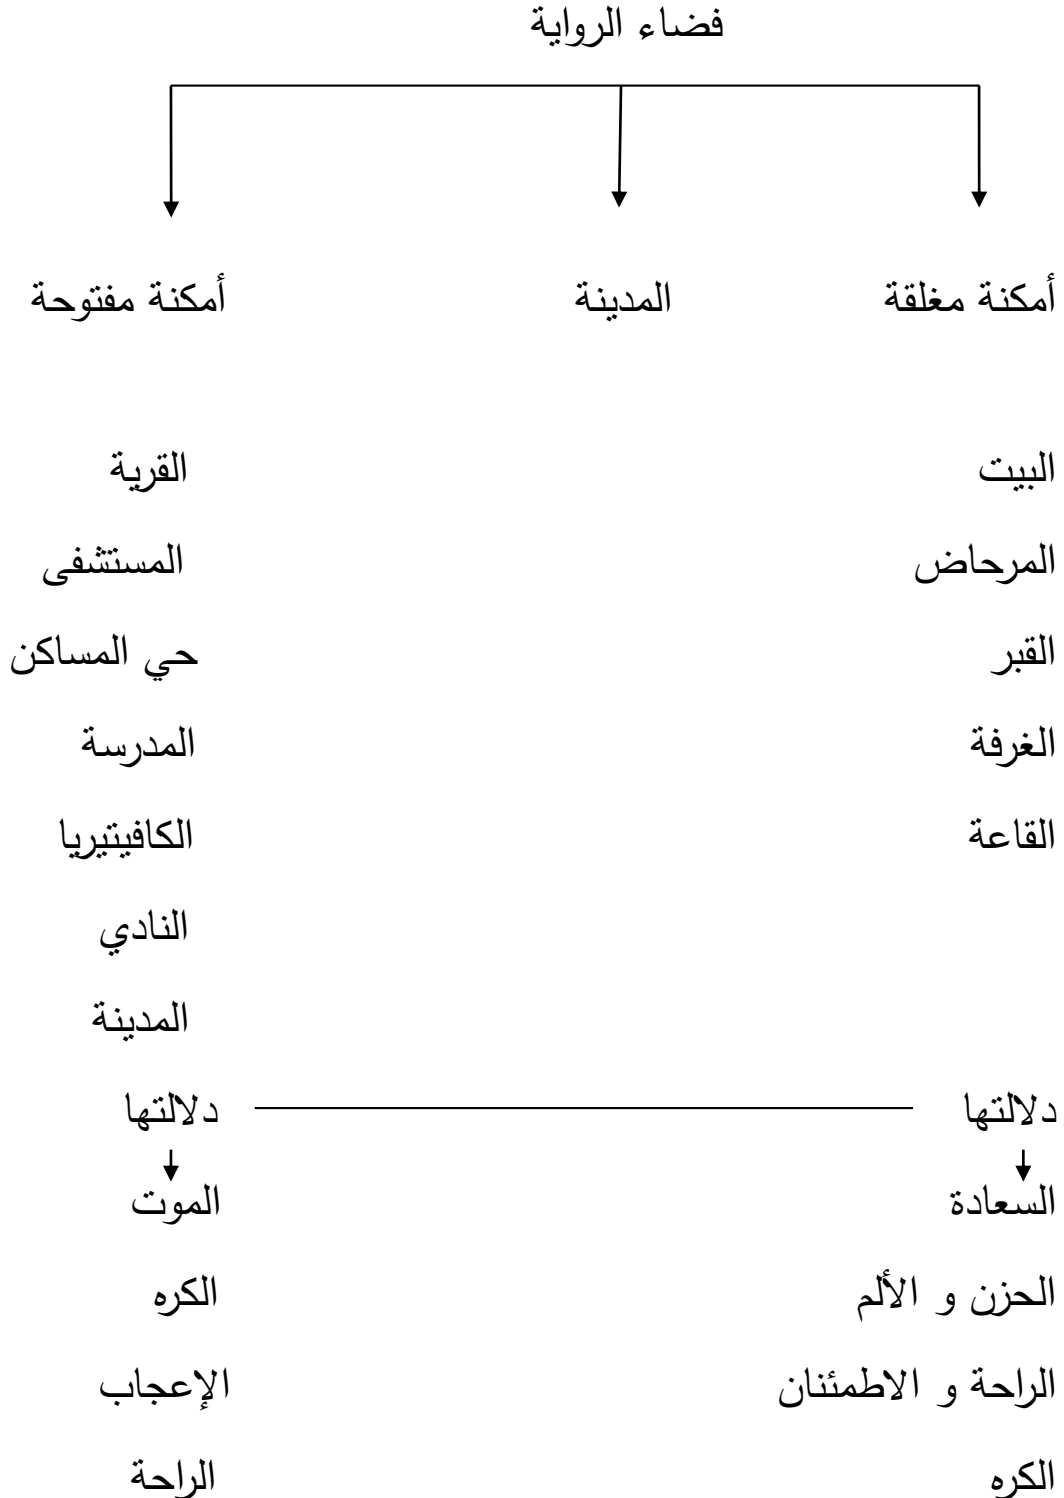 فضاء الرواية
أمكنة مغلقة المدينة أمكنة مفتوحة
البيت القرية
المرحاض المستشفى
القبر حي المساكن
الغرفة المدرسة
القاعة الكافيتيريا
النادي
المدينة
دلالتها دلالتها
السعادة الموت
الحزن و الألم الكره
الراحة و الاطمئنان الإعجاب
الكره الراحة